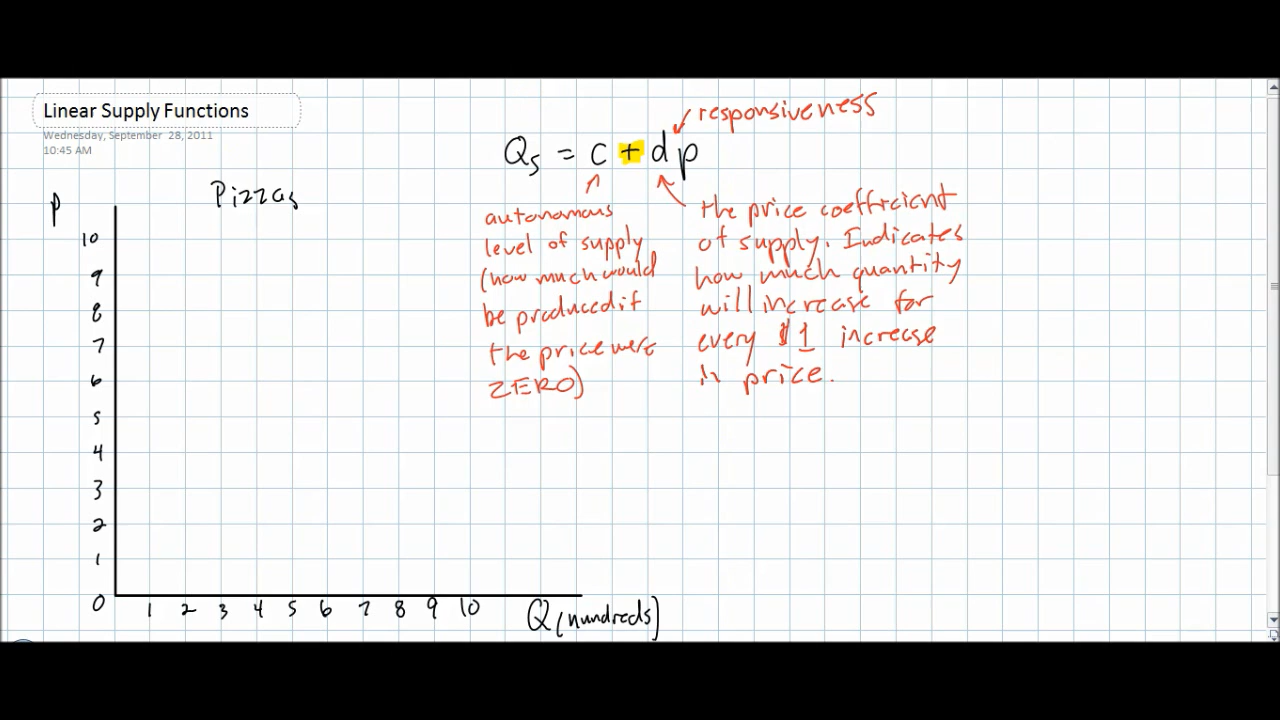 Linear Supply Functions
Wednesday, September 28, 2011
10:45 AM
responsiveness
Qs = c + dp
Pizzas
P
autonomous
level of supply
(how much would
be produced if
the price were
ZERO)
the price coefficient
of supply. Indicates
how much quantity
will increase for
every $1 increase
in price.
10
9
8
7
6
5
4
3
2
1
0
1 2 3 4 5 6 7 8 9 10
Q (hundreds)